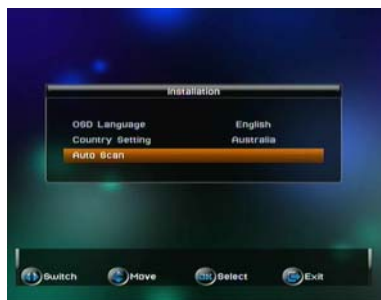 Installation
OSD Language English
Country Setting Australia
Auto Scan
Switch Move OK Select Exit